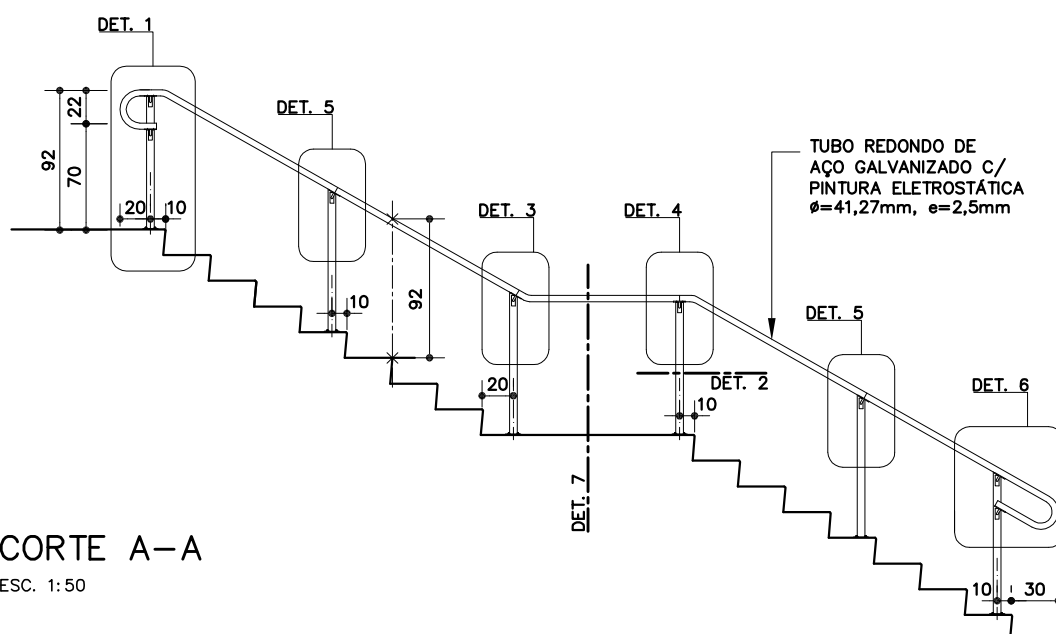 DET. 1
DET. 5
22
92
70
20
10
10
92
DET. 3
DET. 4
TUBO REDONDO DE
AÇO GALVANIZADO C/
PINTURA ELETROSTÁTICA
ø=41,27mm, e=2,5mm
DET. 5
20
DET. 2
10
DET. 6
DET. 7
10
30
CORTE A-A
ESC. 1:50